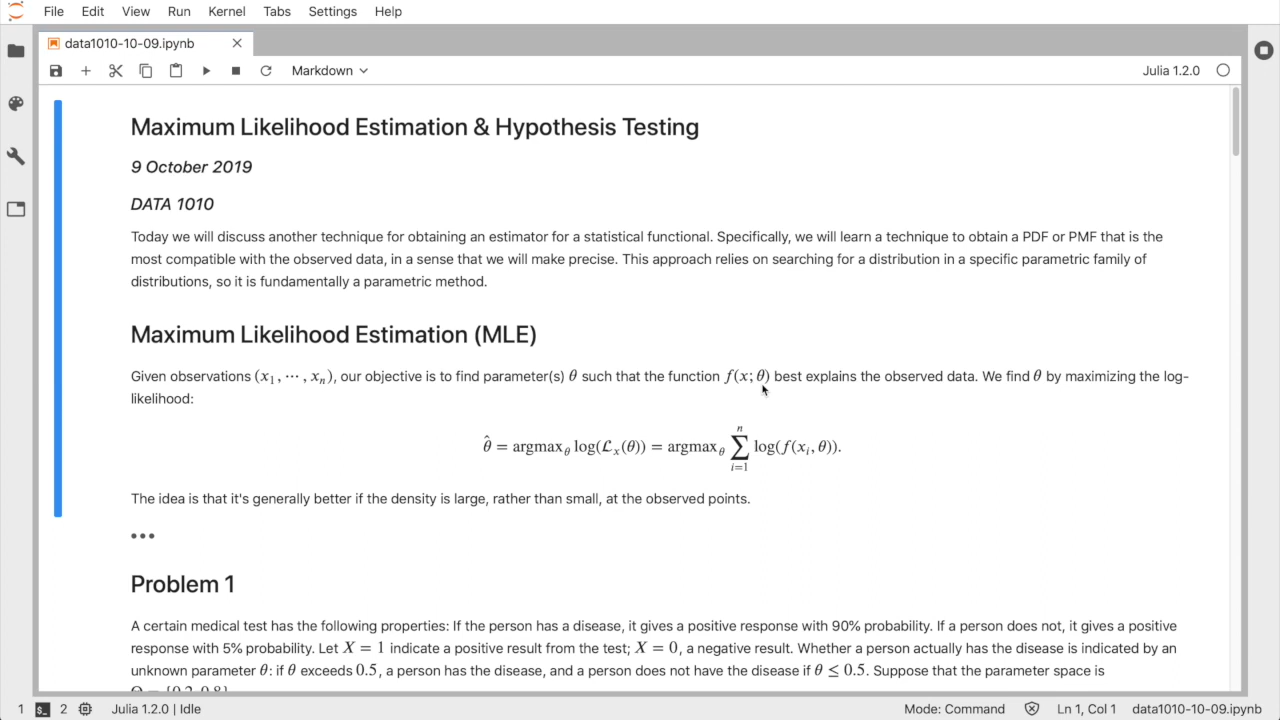 File Edit View Run Kernel Tabs Settings Help
data1010-10-09.ipynb
Markdown Julia 1.2.0
Maximum Likelihood Estimation & Hypothesis Testing
9 October 2019
DATA 1010
Today we will discuss another technique for obtaining an estimator for a statistical functional. Specifically, we will learn a technique to obtain a PDF or PMF that is the
most compatible with the observed data, in a sense that we will make precise. This approach relies on searching for a distribution in a specific parametric family of
distributions, so it is fundamentally a parametric method.
Maximum Likelihood Estimation (MLE)
Given observations (x₁, ⋯, xₙ), our objective is to find parameter(s) θ such that the function f(x; θ) best explains the observed data. We find θ by maximizing the log-
likelihood:
θ̂ = argmax_θ log(ℒₓ(θ)) = argmax_θ ∑_{i=1}^{n} log(f(xᵢ, θ)).
The idea is that it's generally better if the density is large, rather than small, at the observed points.
Problem 1
A certain medical test has the following properties: If the person has a disease, it gives a positive response with 90% probability. If a person does not, it gives a positive
response with 5% probability. Let X = 1 indicate a positive result from the test; X = 0, a negative result. Whether a person actually has the disease is indicated by an
unknown parameter θ: if θ exceeds 0.5, a person has the disease, and a person does not have the disease if θ ≤ 0.5. Suppose that the parameter space is
Θ = {0.2, 0.8}
1 2 Julia 1.2.0 | Idle Mode: Command Ln 1, Col 1 data1010-10-09.ipynb